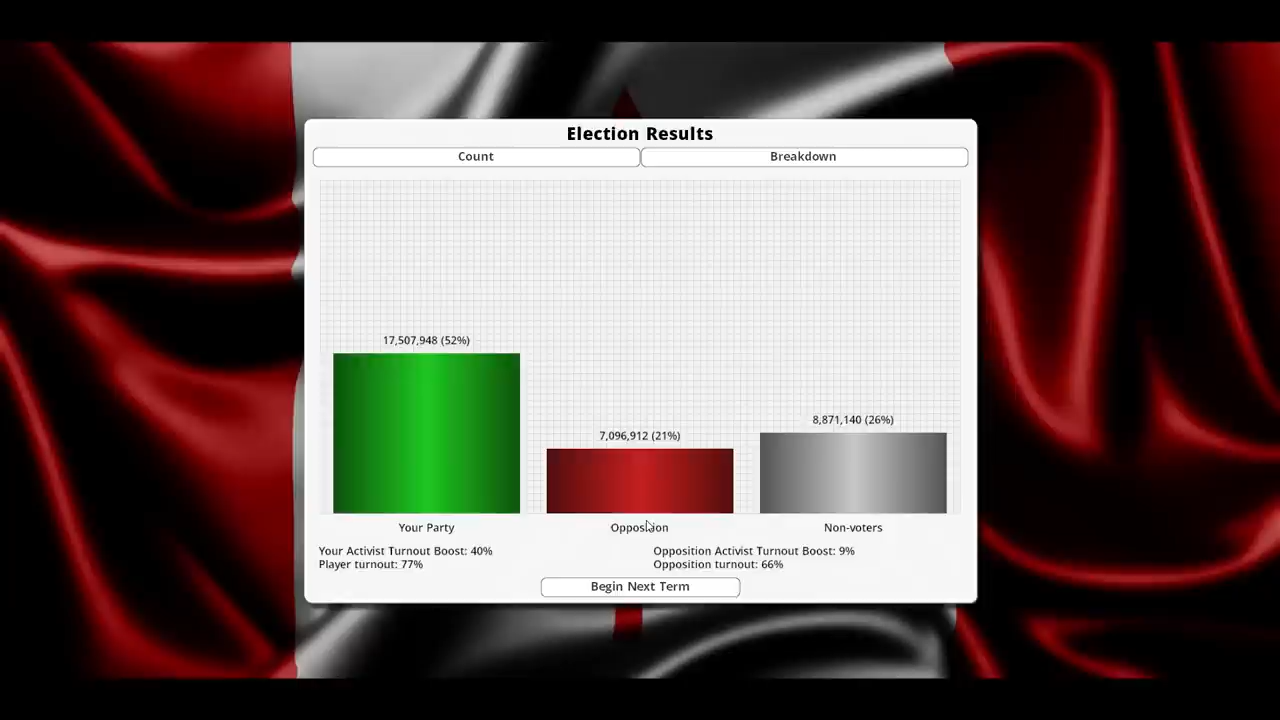 Election Results
Count
Breakdown
17,507,948 (52%)
7,096,912 (21%)
8,871,140 (26%)
Your Party
Opposition
Non-voters
Your Activist Turnout Boost: 40%
Player turnout: 77%
Opposition Activist Turnout Boost: 9%
Opposition turnout: 66%
Begin Next Term